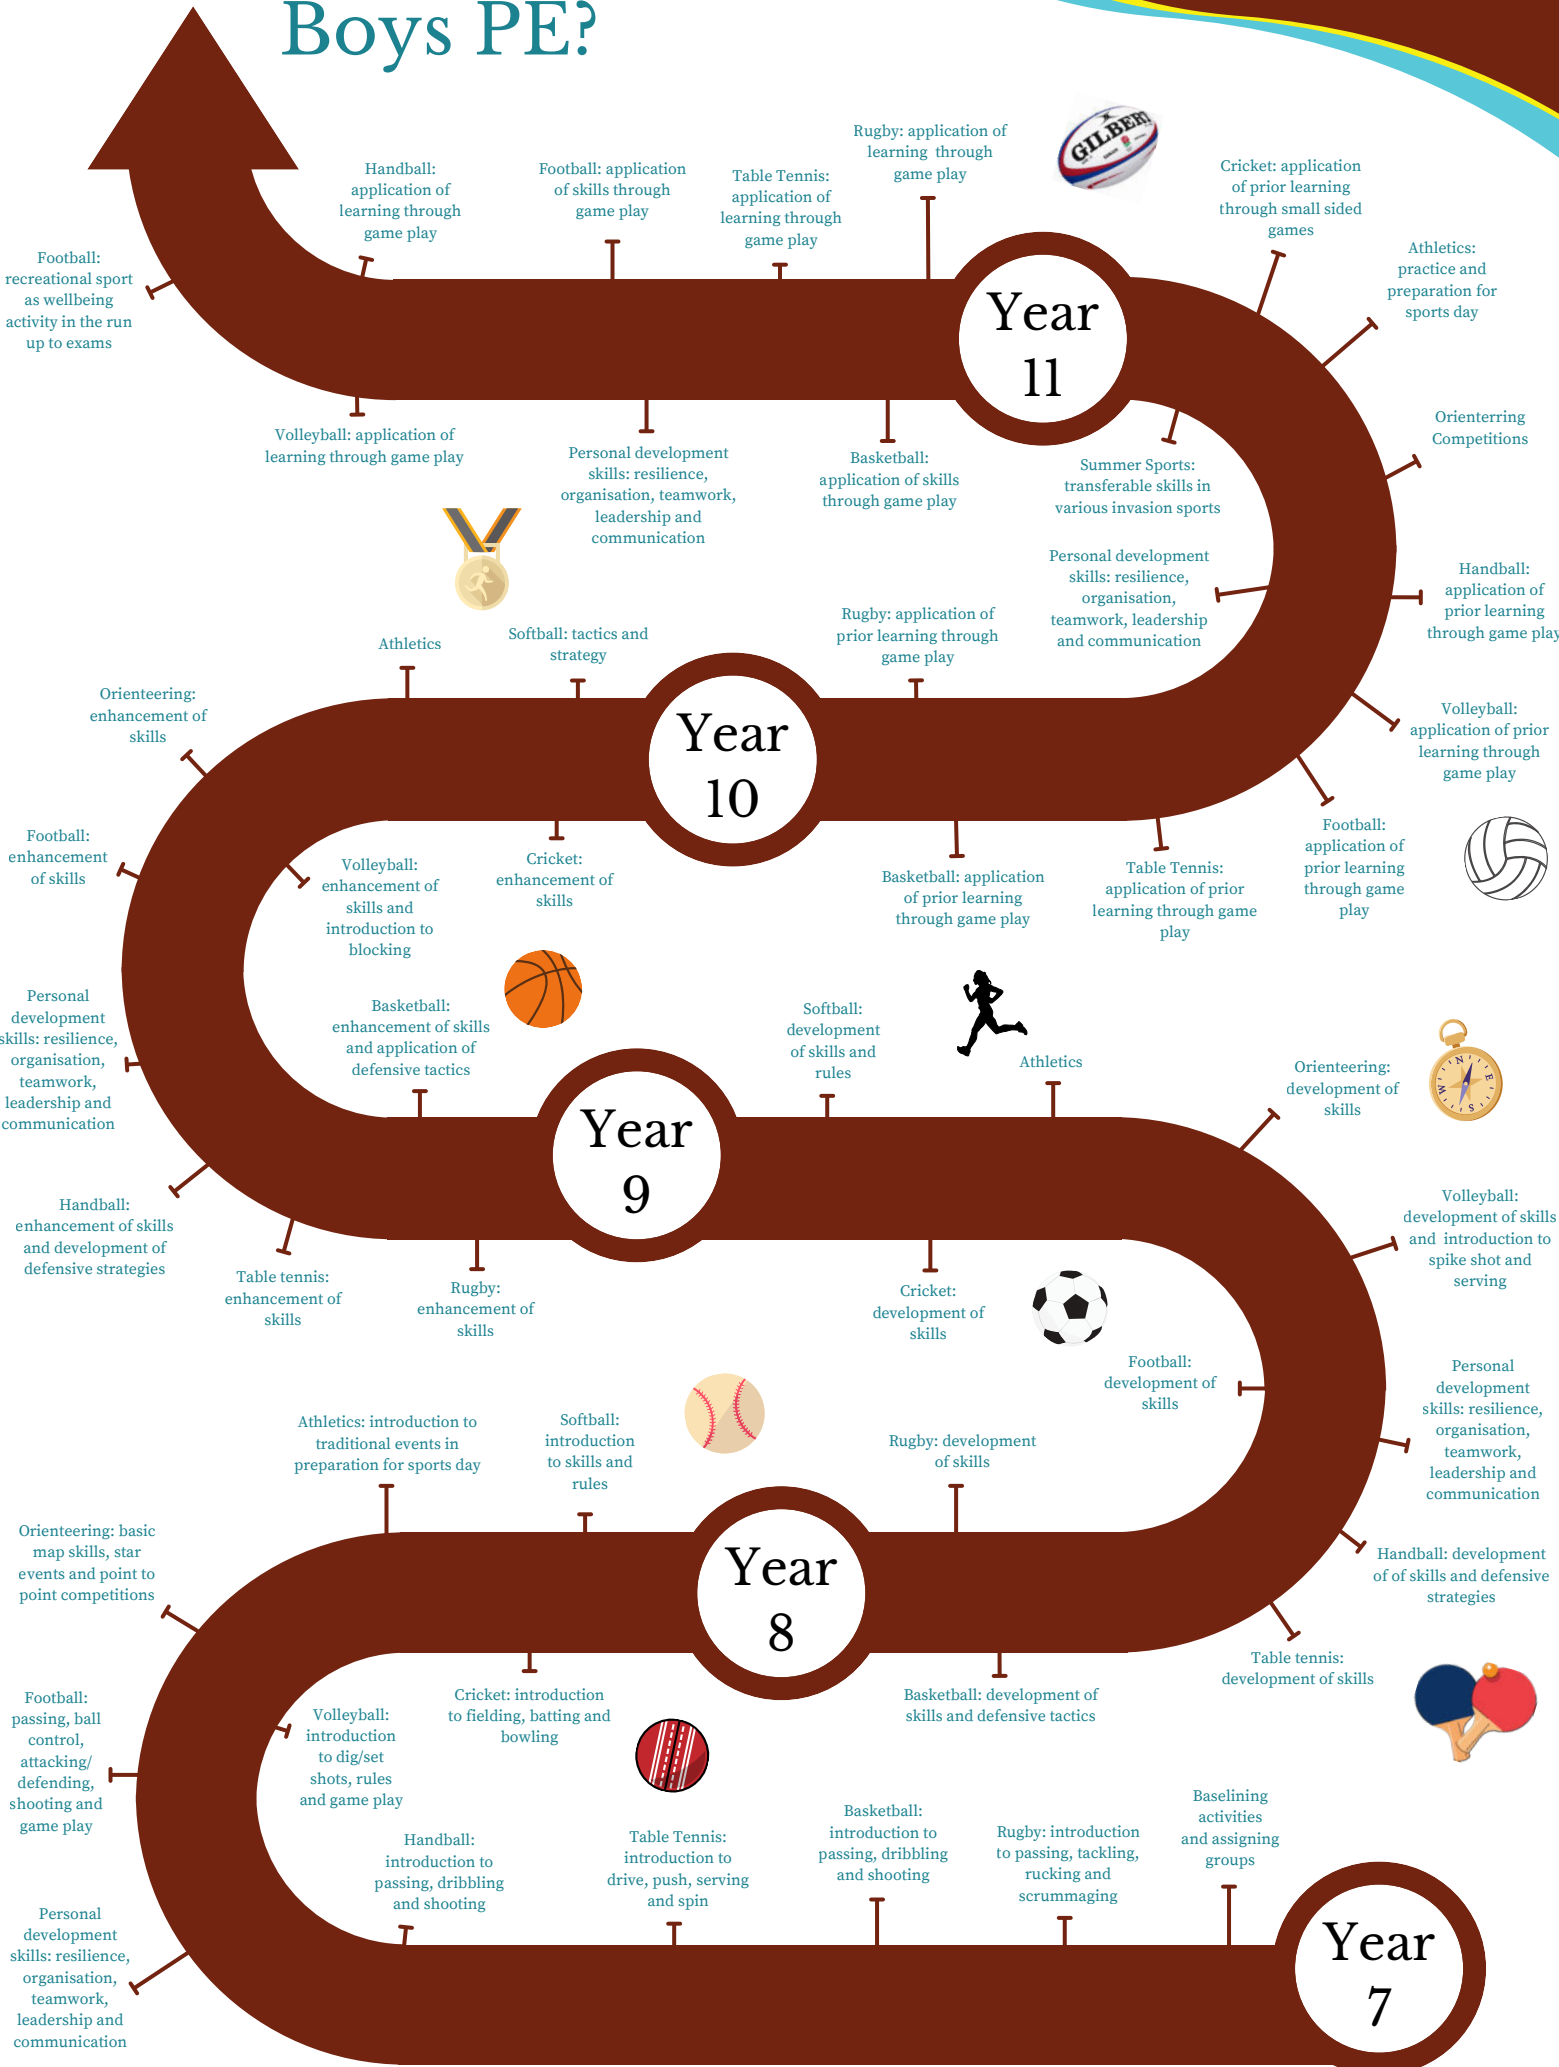 Boys PE?
Rugby: application of
learning through
game play
GILBERT
Handball:
application of
learning through
game play
Football: application
of skills through
game play
Table Tennis:
application of
learning through
game play
Cricket: application
of prior learning
through small sided
games
Athletics:
practice and
preparation for
sports day
Football:
recreational sport
as wellbeing
activity in the run
up to exams
Year
11
Volleyball: application of
learning through game play
Personal development
skills: resilience,
organisation, teamwork,
leadership and
communication
Basketball:
application of skills
through game play
Summer Sports:
transferable skills in
various invasion sports
Orienterring
Competitions
Personal development
skills: resilience,
organisation,
teamwork, leadership
and communication
Handball:
application of
prior learning
through game play
Athletics
Softball: tactics and
strategy
Rugby: application of
prior learning through
game play
Orienteering:
enhancement of
skills
Year
10
Volleyball:
application of prior
learning through
game play
Football:
enhancement
of skills
Volleyball:
enhancement of
skills and
introduction to
blocking
Cricket:
enhancement of
skills
Basketball: application
of prior learning
through game play
Table Tennis:
application of prior
learning through game
play
Football:
application of
prior learning
through game
play
Personal
development
skills: resilience,
organisation,
teamwork,
leadership and
communication
Basketball:
enhancement of skills
and application of
defensive tactics
Softball:
development
of skills and
rules
Athletics
Orienteering:
development of
skills
N
E
S
W
Year
9
Handball:
enhancement of skills
and development of
defensive strategies
Table tennis:
enhancement of
skills
Rugby:
enhancement of
skills
Cricket:
development of
skills
Volleyball:
development of skills
and introduction to
spike shot and
serving
Football:
development of
skills
Personal
development
skills: resilience,
organisation,
teamwork,
leadership and
communication
Athletics: introduction to
traditional events in
preparation for sports day
Softball:
introduction
to skills and
rules
Rugby: development
of skills
Orienteering: basic
map skills, star
events and point to
point competitions
Year
8
Handball: development
of of skills and defensive
strategies
Table tennis:
development of skills
Football:
passing, ball
control,
attacking/
defending,
shooting and
game play
Volleyball:
introduction
to dig/set
shots, rules
and game play
Cricket: introduction
to fielding, batting and
bowling
Basketball: development of
skills and defensive tactics
Handball:
introduction to
passing, dribbling
and shooting
Table Tennis:
introduction to
drive, push, serving
and spin
Basketball:
introduction to
passing, dribbling
and shooting
Rugby: introduction
to passing, tackling,
rucking and
scrummaging
Baselining
activities
and assigning
groups
Personal
development
skills: resilience,
organisation,
teamwork,
leadership and
communication
Year
7